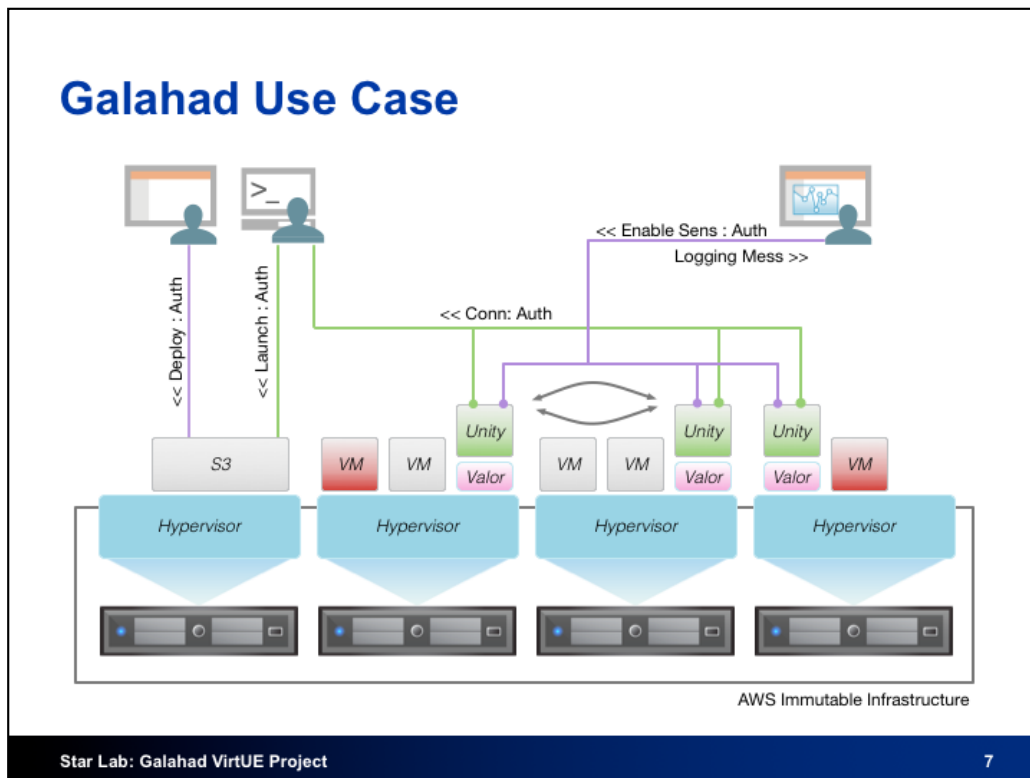 Galahad Use Case
>_
<< Deploy : Auth
<< Launch : Auth
<< Enable Sens : Auth
Logging Mess >>
<< Conn: Auth
S3
VM
VM
Unity
Valor
VM
VM
Unity
Valor
Unity
Valor
VM
Hypervisor
Hypervisor
Hypervisor
Hypervisor
AWS Immutable Infrastructure
Star Lab: Galahad VirtUE Project
7